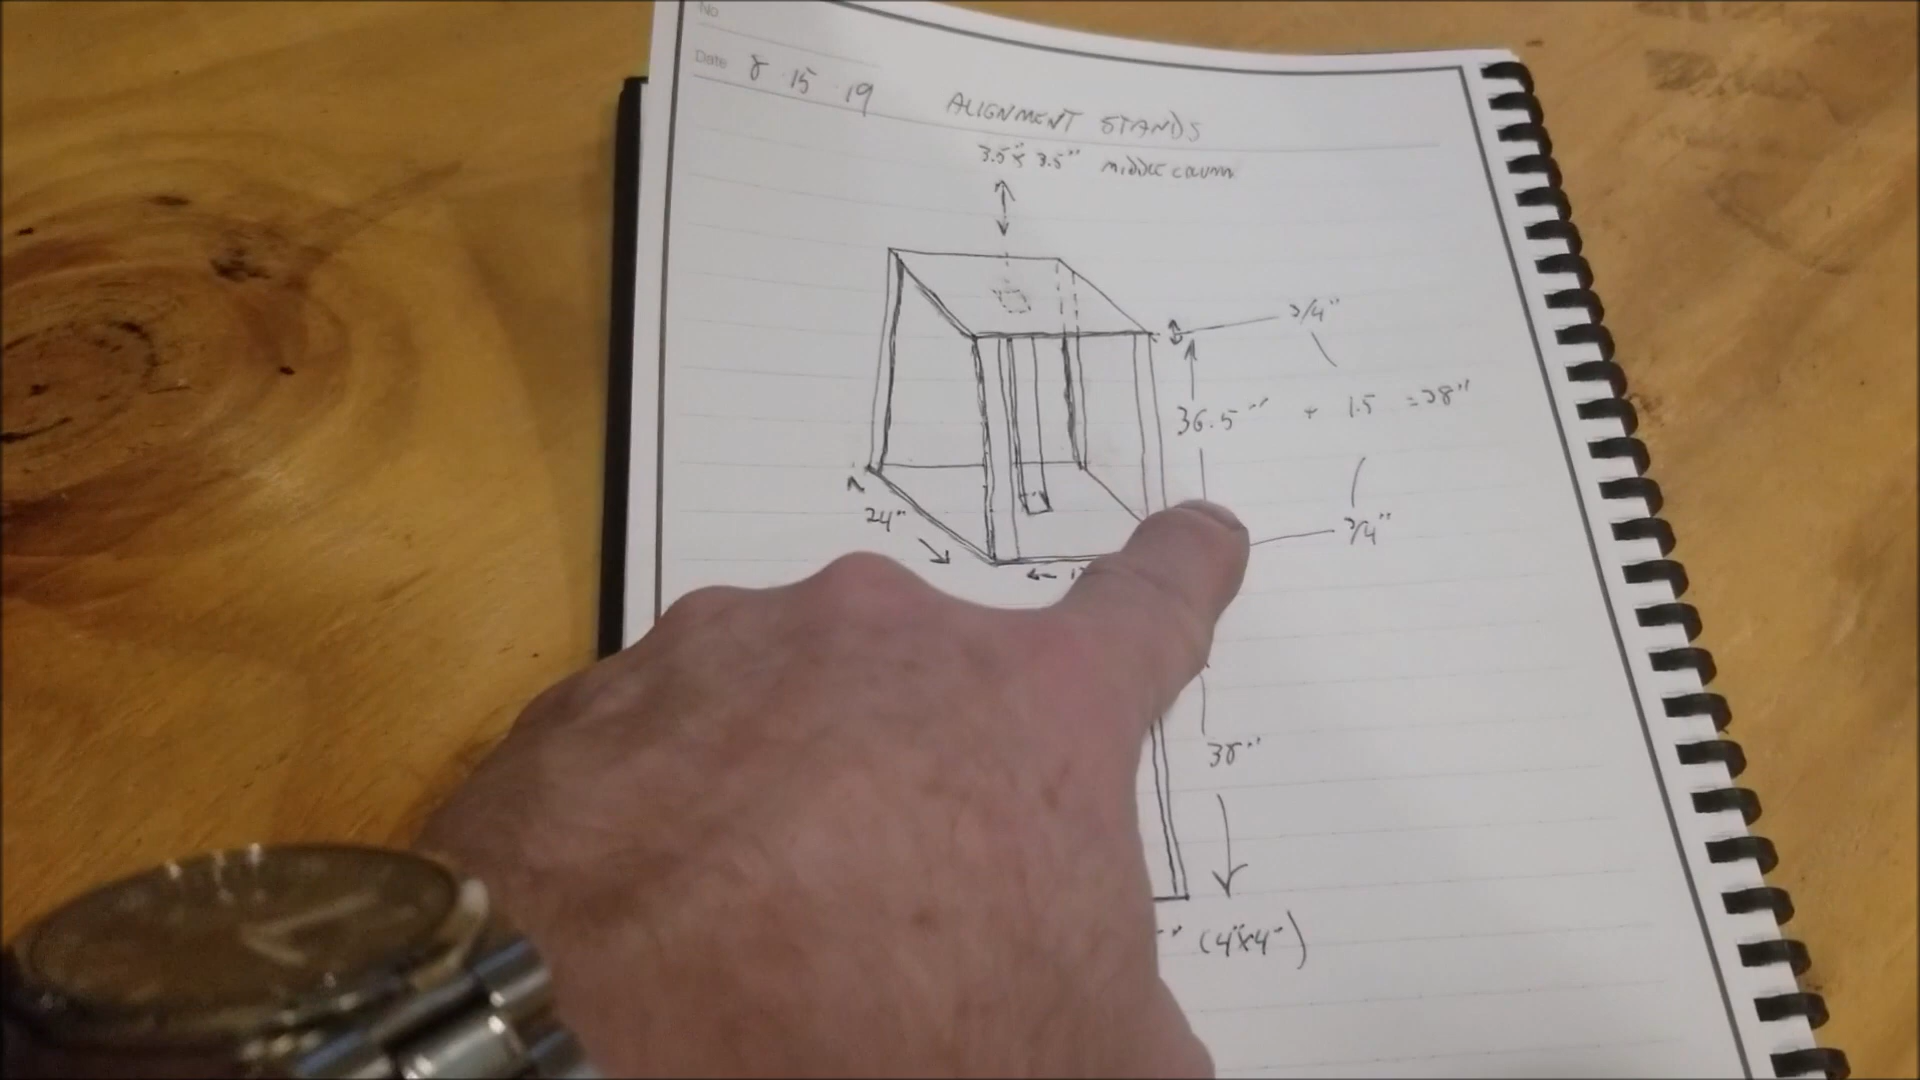 No
Date 8 · 15 · 19
ALIGNMENT STANDS
3.5" x 3.5" MIDDLE COLUMN
3/4"
36.5" + 1.5 = 38"
24"
3/4"
38"
(4"x4")